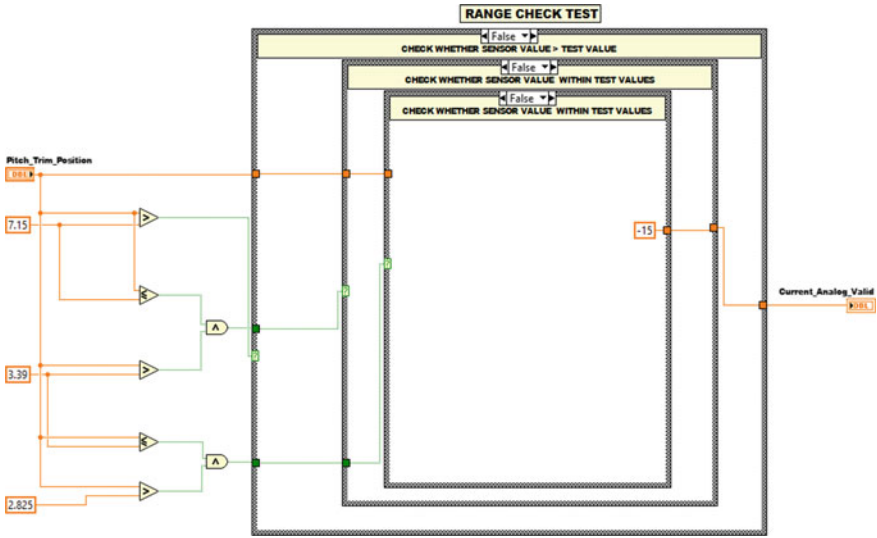 RANGE CHECK TEST
False
CHECK WHETHER SENSOR VALUE > TEST VALUE
False
CHECK WHETHER SENSOR VALUE WITHIN TEST VALUES
False
CHECK WHETHER SENSOR VALUE WITHIN TEST VALUES
Pitch_Trim_Position
DBL
7.15
-15
Current_Analog_Valid
DBL
3.39
2.825